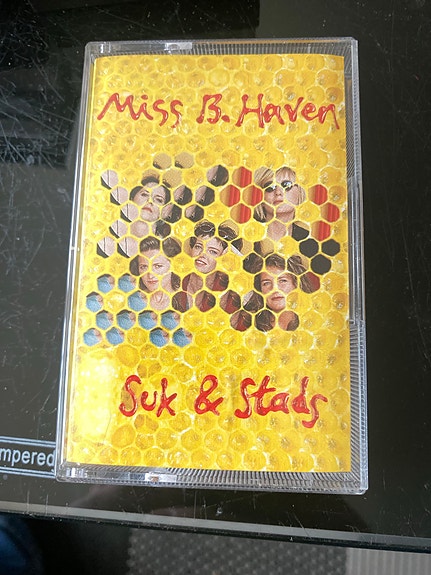 Miss B. Haven
Suk & Stads
mpered